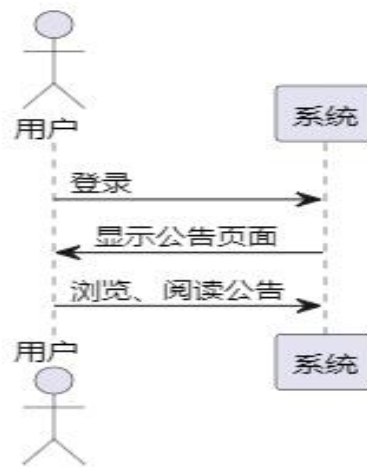 用户
系统
登录
显示公告页面
浏览、阅读公告
用户
系统